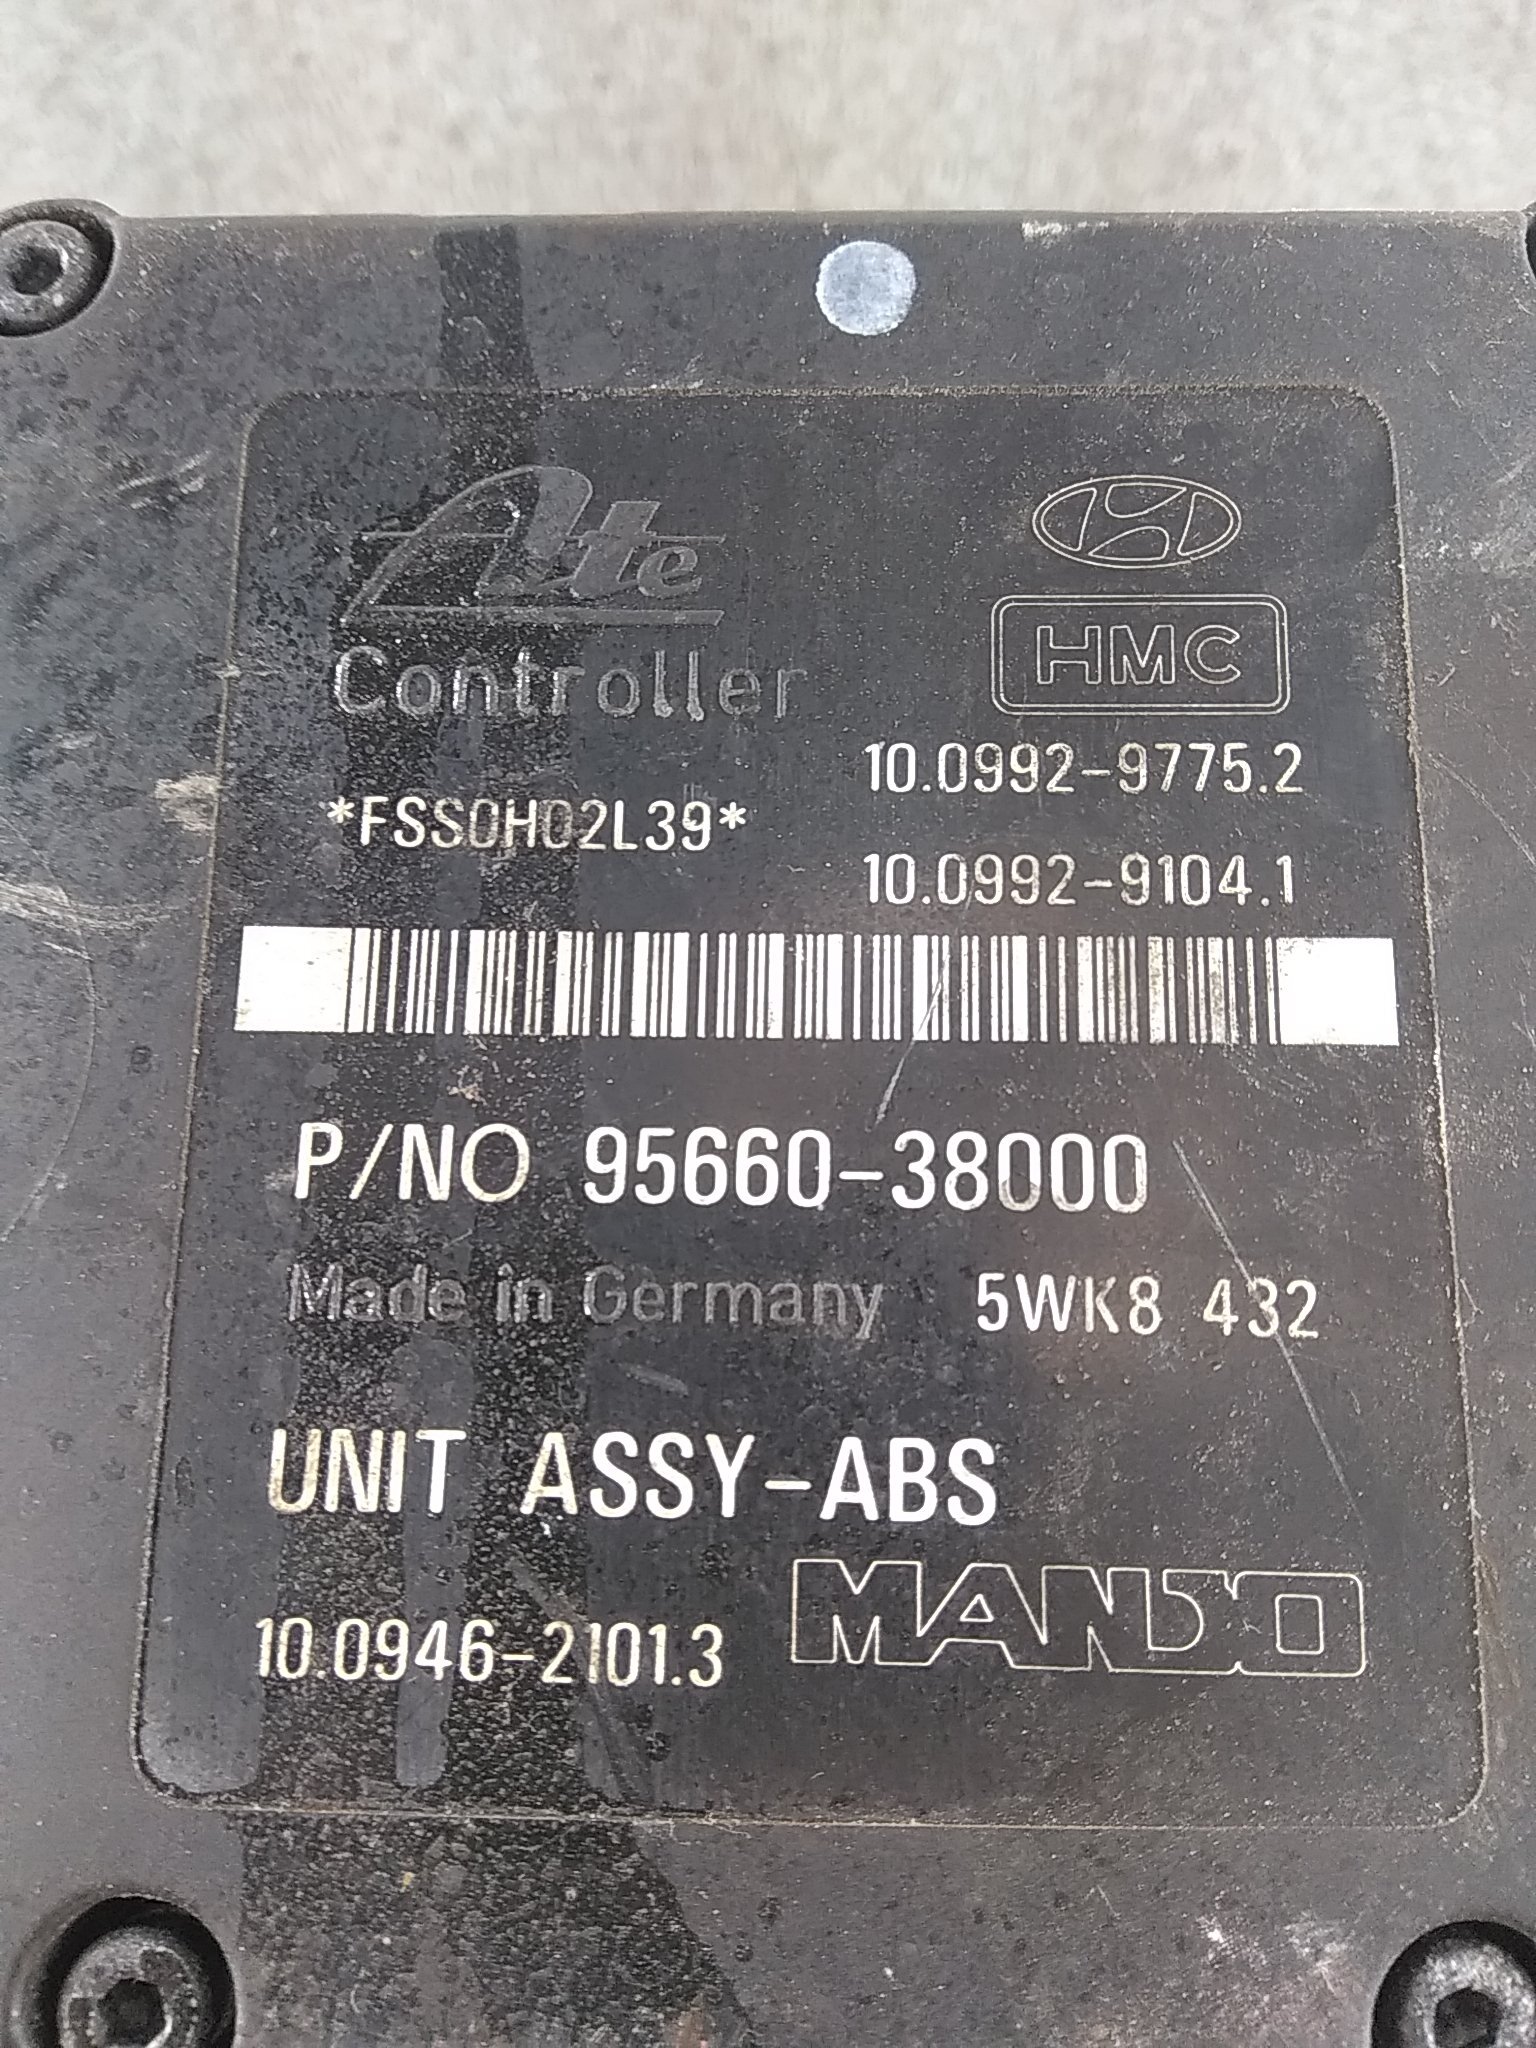 Ate
Controller
HMC
10.0992-9775.2
*FSS0H02L39*
10.0992-9104.1
P/NO 95660-38000
Made in Germany 5WK8 432
UNIT ASSY-ABS
MANDO
10.0946-2101.3